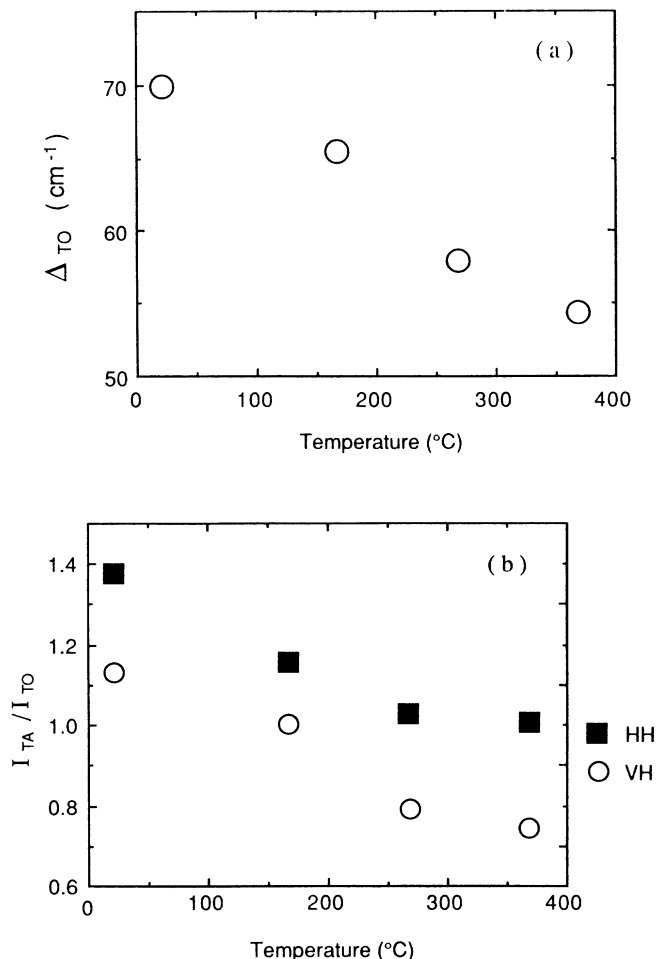 (a)
70
60
50
Δ TO (cm -1)
0 100 200 300 400
Temperature (°C)
(b)
1.4
1.2
1.0
0.8
0.6
I TA / I TO
HH
VH
0 100 200 300 400
Temperature (°C)